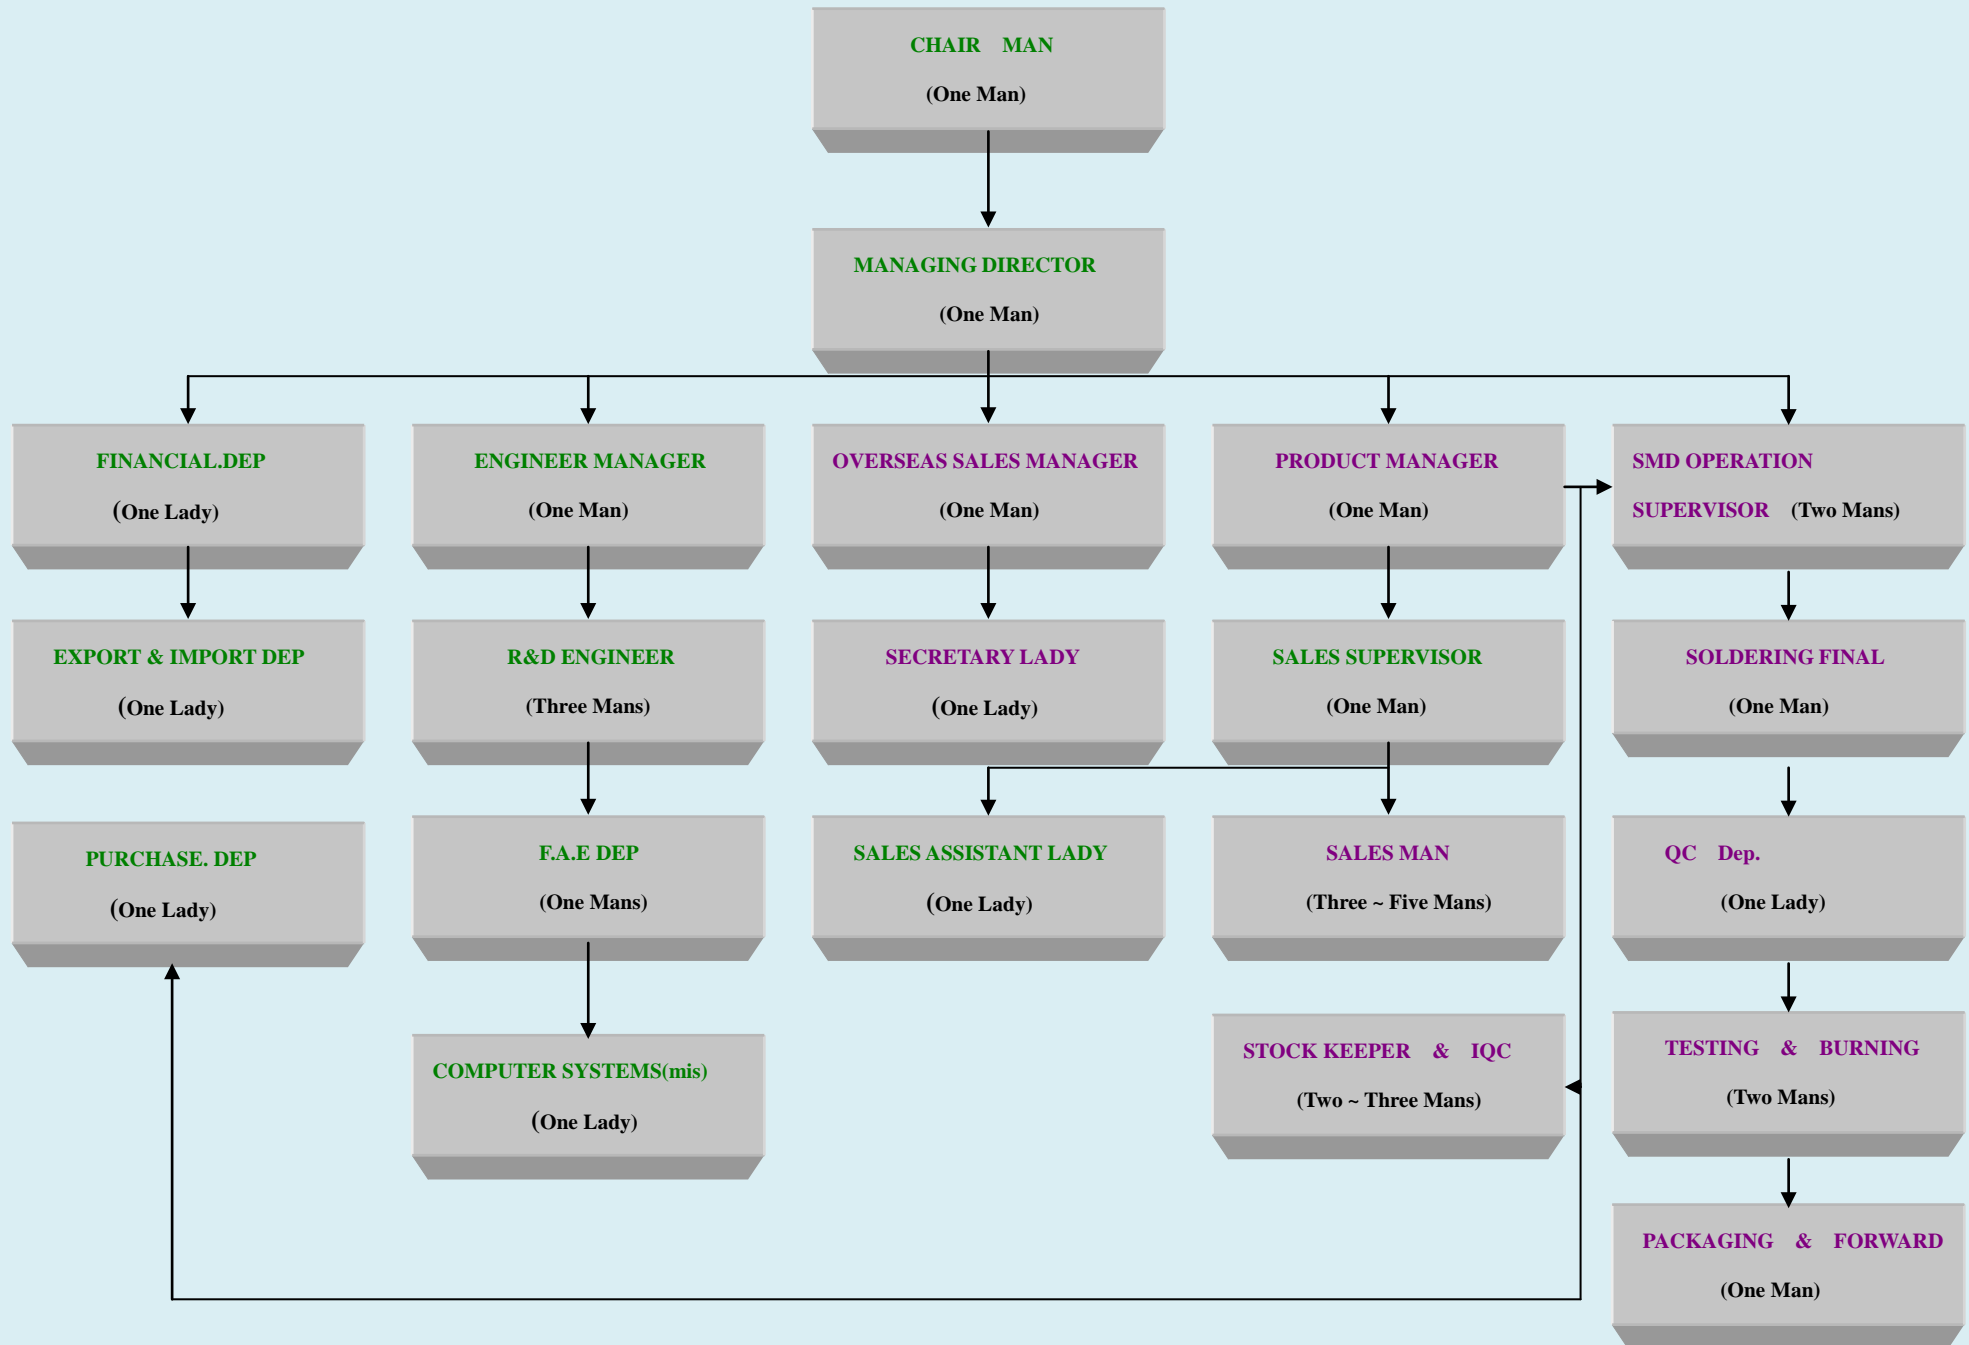 CHAIR MAN
(One Man)
MANAGING DIRECTOR
(One Man)
FINANCIAL.DEP
(One Lady)
ENGINEER MANAGER
(One Man)
OVERSEAS SALES MANAGER
(One Man)
PRODUCT MANAGER
(One Man)
SMD OPERATION
SUPERVISOR (Two Mans)
EXPORT & IMPORT DEP
(One Lady)
R&D ENGINEER
(Three Mans)
SECRETARY LADY
(One Lady)
SALES SUPERVISOR
(One Man)
SOLDERING FINAL
(One Man)
PURCHASE. DEP
(One Lady)
F.A.E DEP
(One Mans)
SALES ASSISTANT LADY
(One Lady)
SALES MAN
(Three ~ Five Mans)
QC Dep.
(One Lady)
COMPUTER SYSTEMS(mis)
(One Lady)
STOCK KEEPER & IQC
(Two ~ Three Mans)
TESTING & BURNING
(Two Mans)
PACKAGING & FORWARD
(One Man)